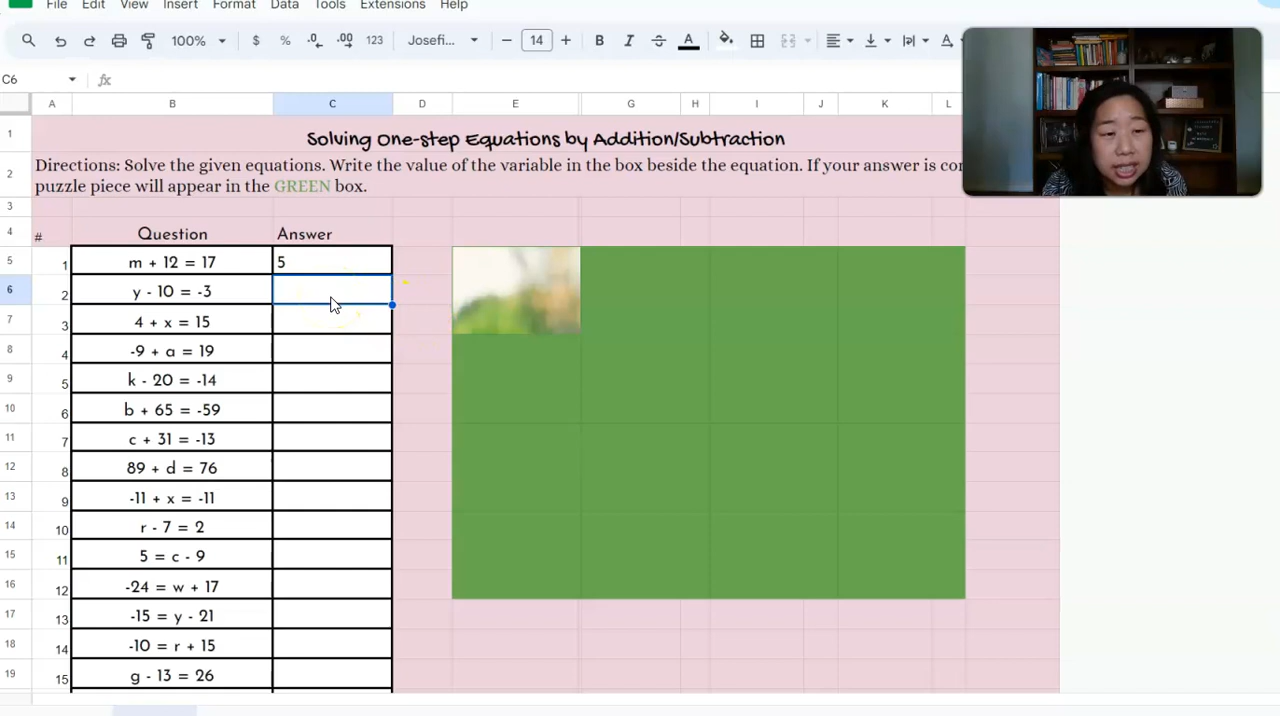 File Edit View Insert Format Data Tools Extensions Help
100% $ % .0 .00 123 Josefi... − 14 + B I A
C6 fx
A B C D E G H I J K L
1 Solving One-step Equations by Addition/Subtraction
2 Directions: Solve the given equations. Write the value of the variable in the box beside the equation. If your answer is
puzzle piece will appear in the GREEN box.
3
4 # Question Answer
5 1 m + 12 = 17 5
6 2 y - 10 = -3
7 3 4 + x = 15
8 4 -9 + a = 19
9 5 k - 20 = -14
10 6 b + 65 = -59
11 7 c + 31 = -13
12 8 89 + d = 76
13 9 -11 + x = -11
14 10 r - 7 = 2
15 11 5 = c - 9
16 12 -24 = w + 17
17 13 -15 = y - 21
18 14 -10 = r + 15
19 15 g - 13 = 26